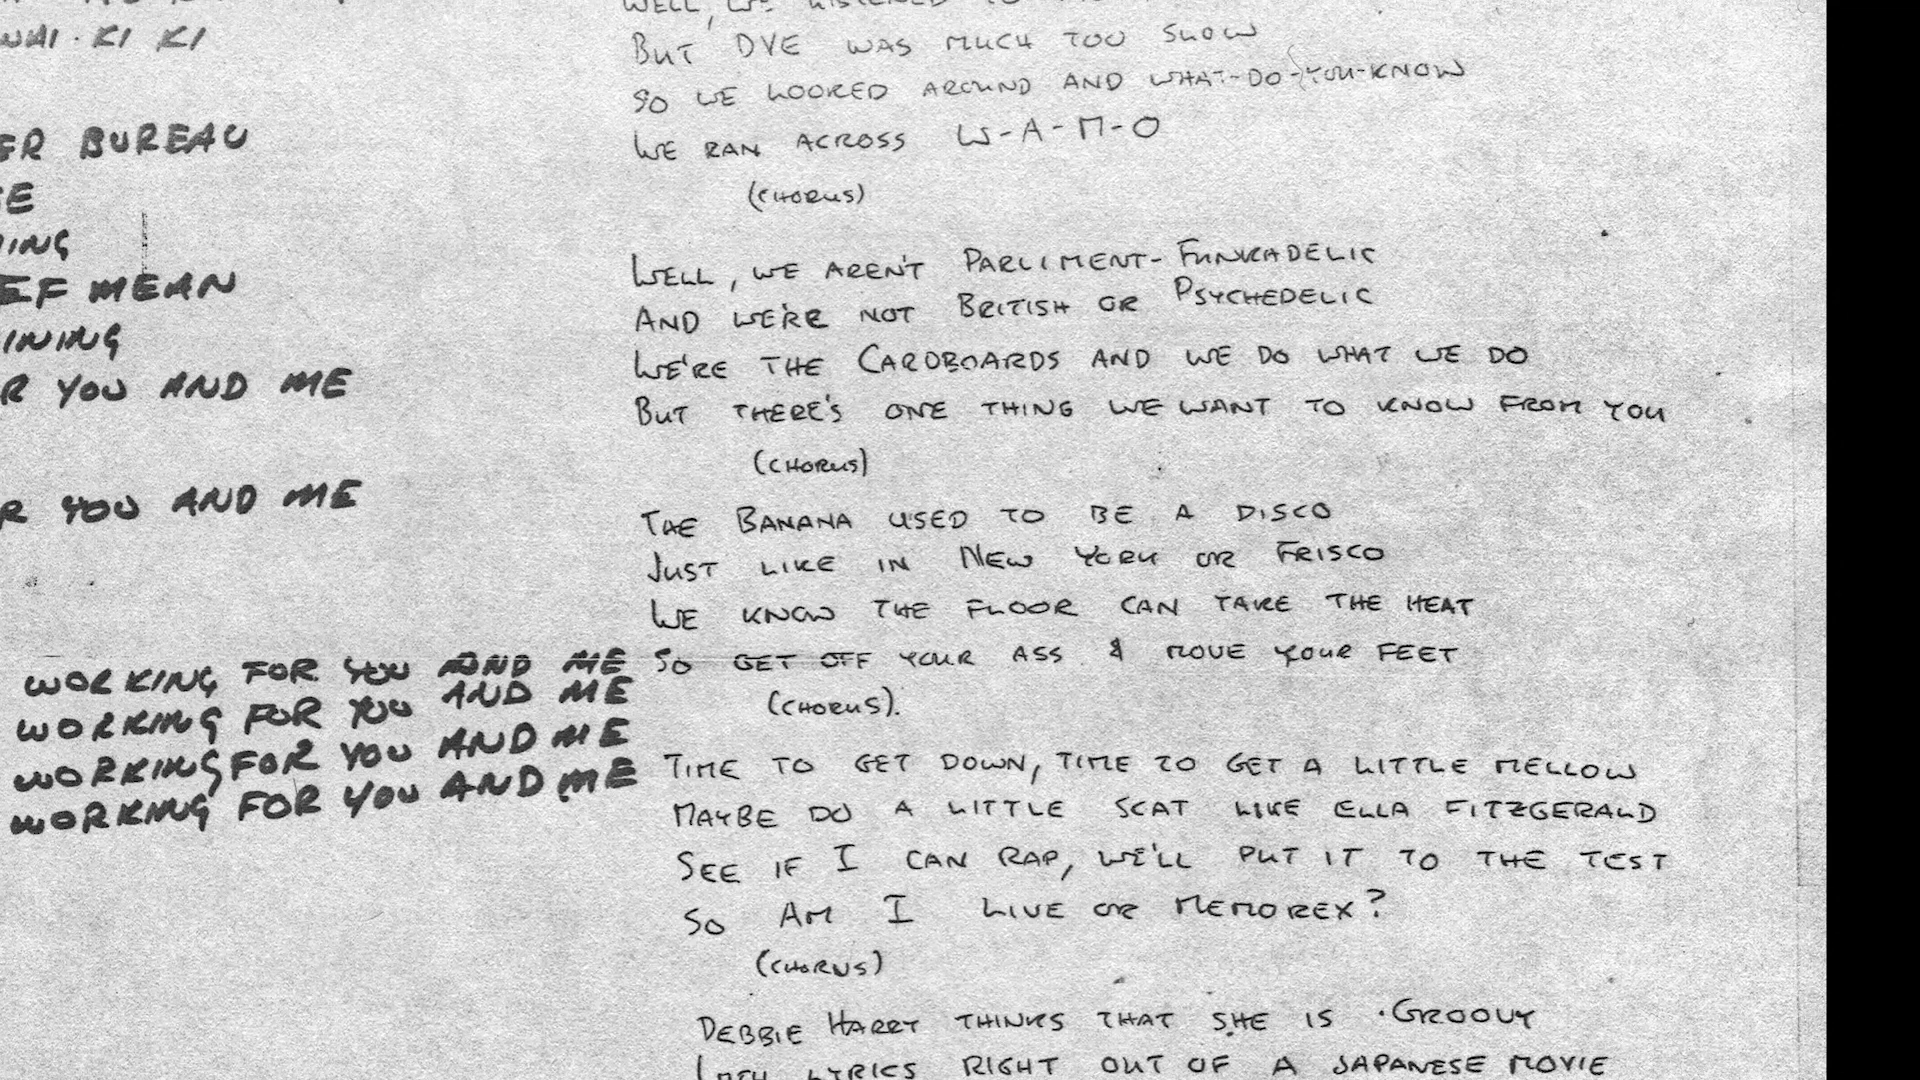 WAI-KI KI
BUREAU
MEAN
YOU AND ME
YOU AND ME
WORKING FOR YOU AND ME
WORKING FOR YOU AND ME
WORKING FOR YOU AND ME
WORKING FOR YOU AND ME
WELL, WE LISTENED TO
BUT DVE WAS MUCH TOO SLOW
SO WE LOOKED AROUND AND WHAT-DO-YOU-KNOW
WE RAN ACROSS W-A-M-O
(CHORUS)
WELL, WE AREN'T PARLIMENT-FUNKADELIC
AND WE'RE NOT BRITISH OR PSYCHEDELIC
WE'RE THE CARDBOARDS AND WE DO WHAT WE DO
BUT THERE'S ONE THING WE WANT TO KNOW FROM YOU
(CHORUS)
THE BANANA USED TO BE A DISCO
JUST LIKE IN NEW YORK OR FRISCO
WE KNOW THE FLOOR CAN TAKE THE HEAT
SO GET OFF YOUR ASS & MOVE YOUR FEET
(CHORUS).
TIME TO GET DOWN, TIME TO GET A LITTLE MELLOW
MAYBE DO A LITTLE SCAT LIKE ELLA FITZGERALD
SEE IF I CAN RAP, WE'LL PUT IT TO THE TEST
SO AM I LIVE OR MEMOREX?
(CHORUS)
DEBBIE HARRY THINKS THAT SHE IS GROOVY
LYRICS RIGHT OUT OF A JAPANESE MOVIE